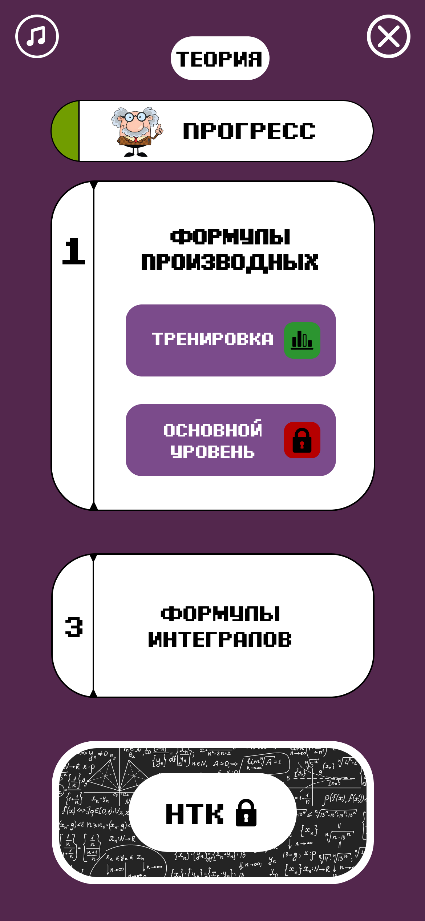 ТЕОРИЯ
ПРОГРЕСС
1
ФОРМУЛЫ
ПРОИЗВОДНЫХ
ТРЕНИРОВКА
ОСНОВНОЙ
УРОВЕНЬ
3
ФОРМУЛЫ
ИНТЕГРАЛОВ
НТК